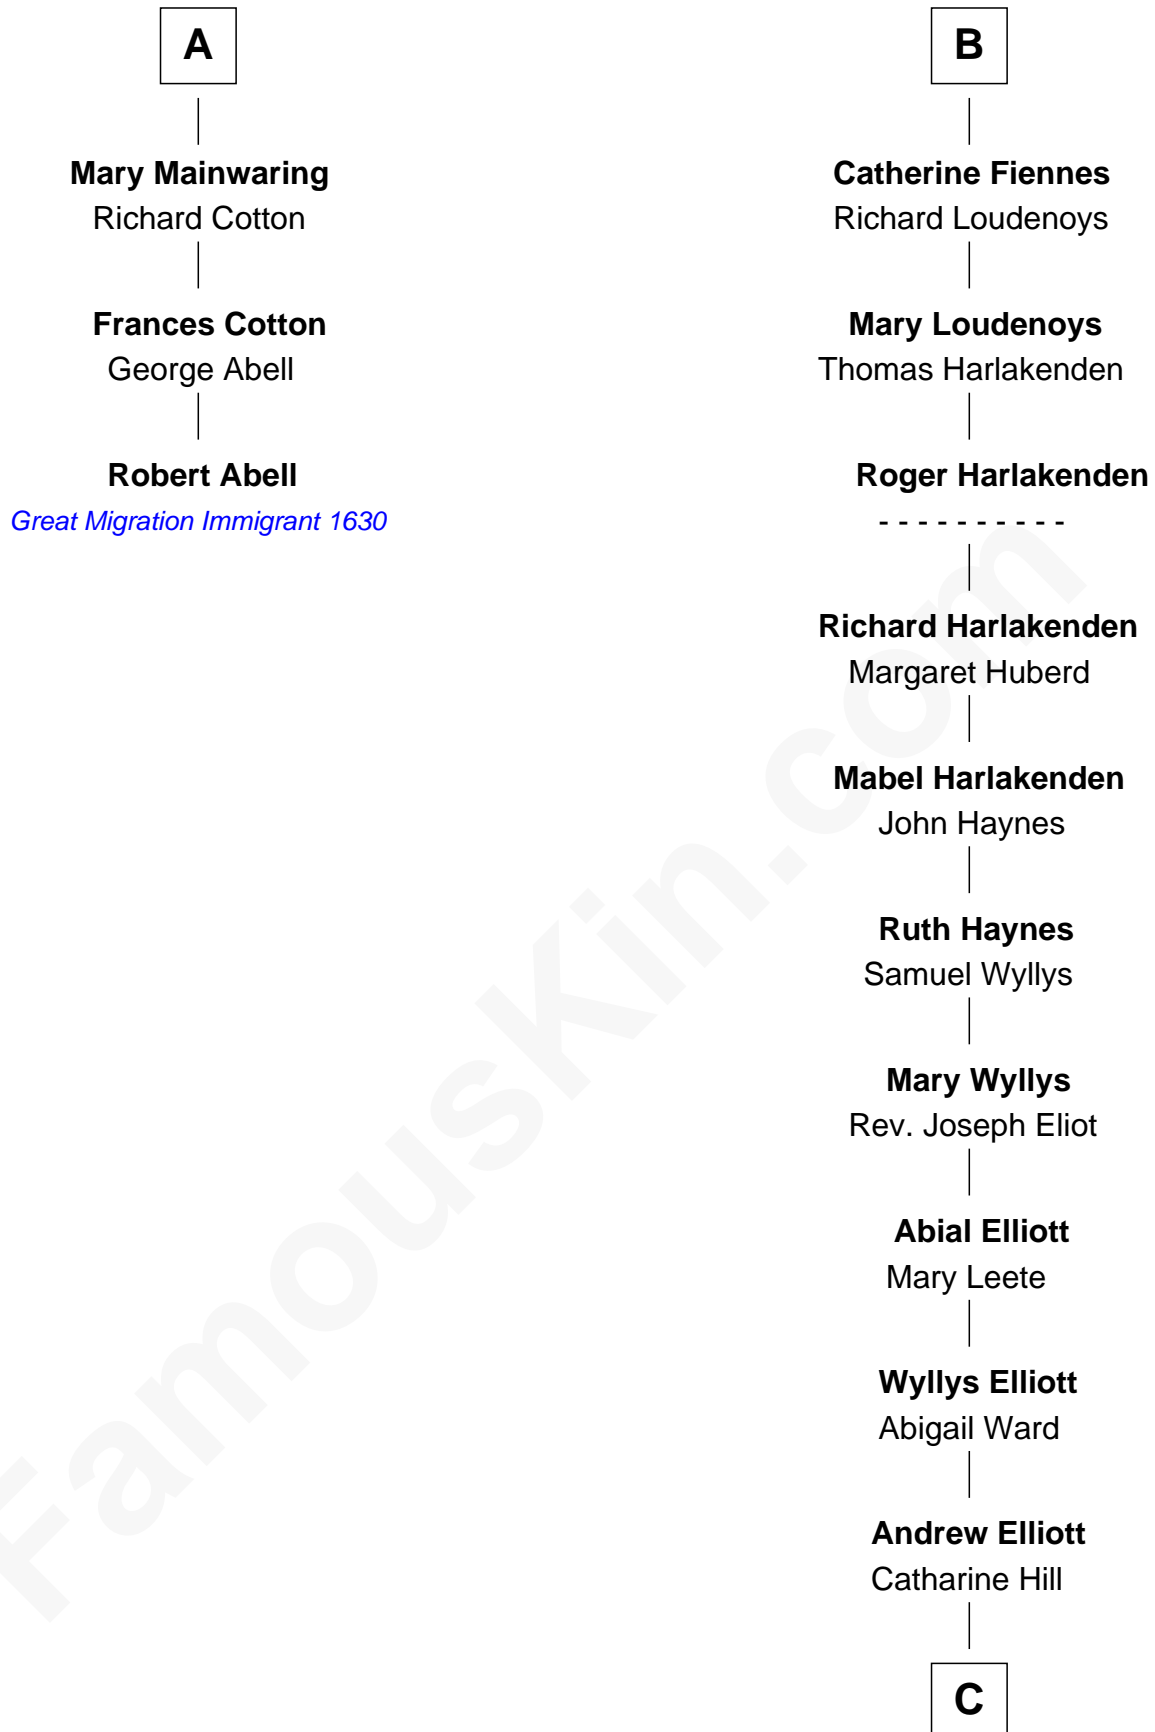 A
Mary Mainwaring
Richard Cotton
Frances Cotton
George Abell
Robert Abell
Great Migration Immigrant 1630
B
Catherine Fiennes
Richard Loudenoys
Mary Loudenoys
Thomas Harlakenden
Roger Harlakenden
- - - - - - - - - -
Richard Harlakenden
Margaret Huberd
Mabel Harlakenden
John Haynes
Ruth Haynes
Samuel Wyllys
Mary Wyllys
Rev. Joseph Eliot
Abial Elliott
Mary Leete
Wyllys Elliott
Abigail Ward
Andrew Elliott
Catharine Hill
C
FamousKin.com